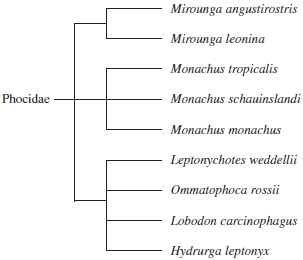 Mirounga angustirostris
Mirounga leonina
Monachus tropicalis
Phocidae
Monachus schauinslandi
Monachus monachus
Leptonychotes weddellii
Ommatophoca rossii
Lobodon carcinophagus
Hydrurga leptonyx